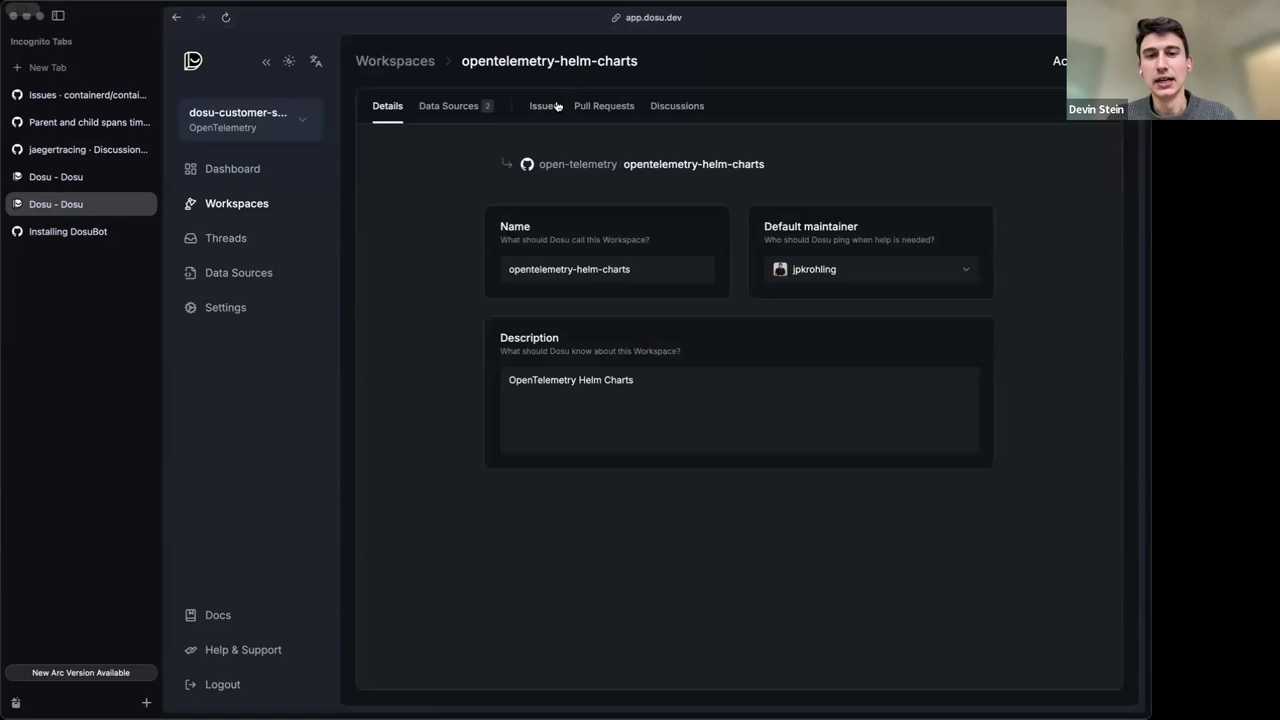 Incognito Tabs
New Tab
Issues · containerd/contai...
Parent and child spans tim...
jaegertracing · Discussion...
Dosu - Dosu
Dosu - Dosu
Installing DosuBot
New Arc Version Available
app.dosu.dev
dosu-customer-s...
OpenTelemetry
Dashboard
Workspaces
Threads
Data Sources
Settings
Docs
Help & Support
Logout
Workspaces > opentelemetry-helm-charts
Details Data Sources 2 Issues Pull Requests Discussions
open-telemetry opentelemetry-helm-charts
Name
What should Dosu call this Workspace?
opentelemetry-helm-charts
Default maintainer
Who should Dosu ping when help is needed?
jpkrohling
Description
What should Dosu know about this Workspace?
OpenTelemetry Helm Charts
Devin Stein